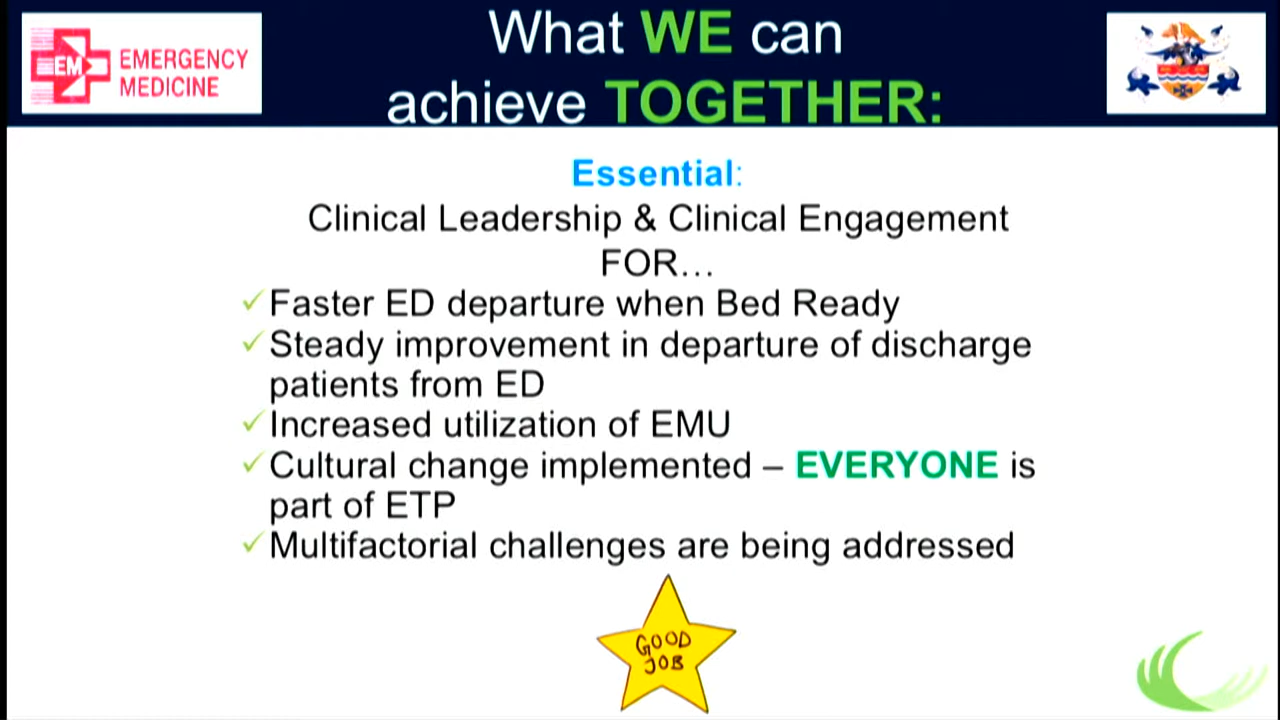 EM
EMERGENCY
MEDICINE
What WE can
achieve TOGETHER:
Essential:
Clinical Leadership & Clinical Engagement
FOR…
✓Faster ED departure when Bed Ready
✓Steady improvement in departure of discharge
patients from ED
✓Increased utilization of EMU
✓Cultural change implemented – EVERYONE is
part of ETP
✓Multifactorial challenges are being addressed
GOOD
JOB